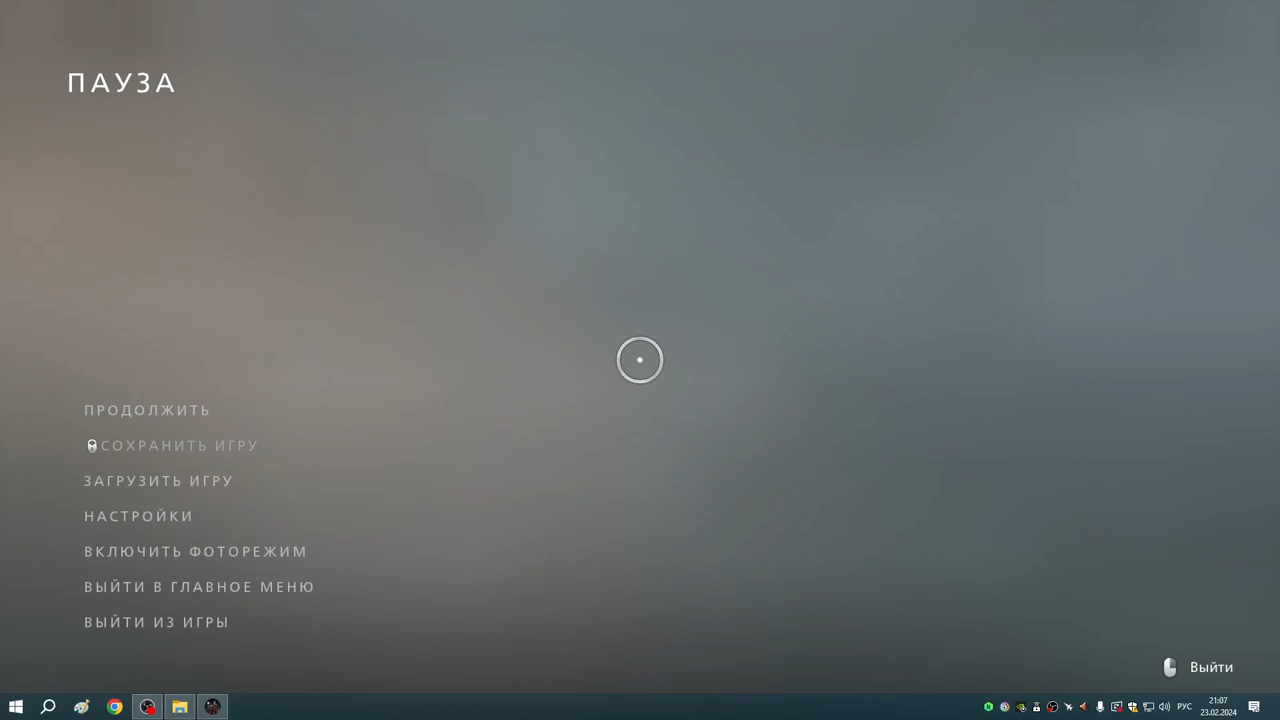 ПАУЗА
ПРОДОЛЖИТЬ
СОХРАНИТЬ ИГРУ
ЗАГРУЗИТЬ ИГРУ
НАСТРОЙКИ
ВКЛЮЧИТЬ ФОТОРЕЖИМ
ВЫЙТИ В ГЛАВНОЕ МЕНЮ
ВЫЙТИ ИЗ ИГРЫ
Выйти
РУС
21:07
23.02.2024